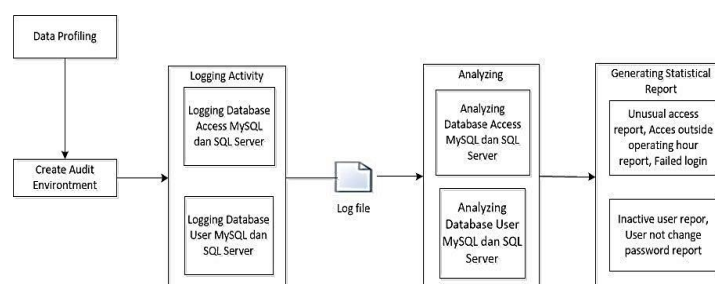 Data Profiling
Create Audit
Environtment
Logging Activity
Logging Database
Access MySQL
dan SQL Server
Logging Database
User MySQL dan
SQL Server
Log file
Analyzing
Analyzing
Database Access
MySQL dan SQL
Server
Analyzing
Database User
MySQL dan SQL
Server
Generating Statistical
Report
Unusual access
report, Acces outside
operating hour
report, Failed login
Inactive user repor,
User not change
password report